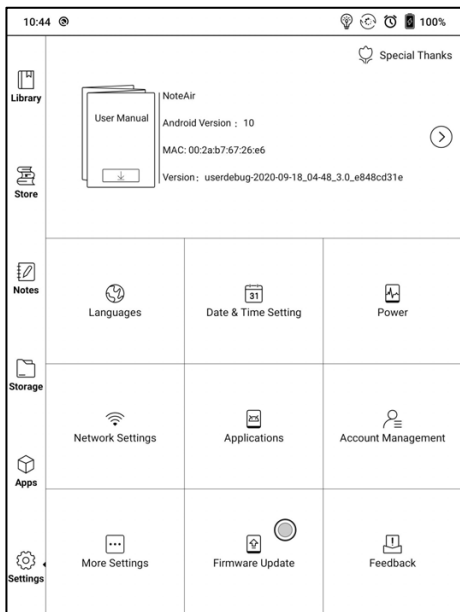 10:44
100%
Special Thanks
Library
User Manual
NoteAir
Android Version： 10
MAC: 00:2a:b7:67:26:e6
Version： userdebug-2020-09-18_04-48_3.0_e848cd31e
Store
Notes
Languages
31
Date & Time Setting
Power
Storage
Network Settings
Applications
Account Management
Apps
More Settings
Firmware Update
Feedback
Settings